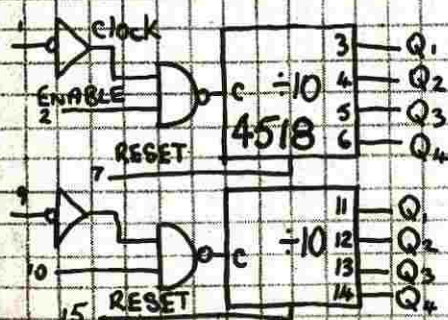 1 clock 3 Q1
ENABLE C ÷10 4 Q2
2 5 Q3
4518 6 Q4
RESET
7
9 11 Q1
÷10 12 Q2
10 C 13 Q3
14 Q4
15 RESET